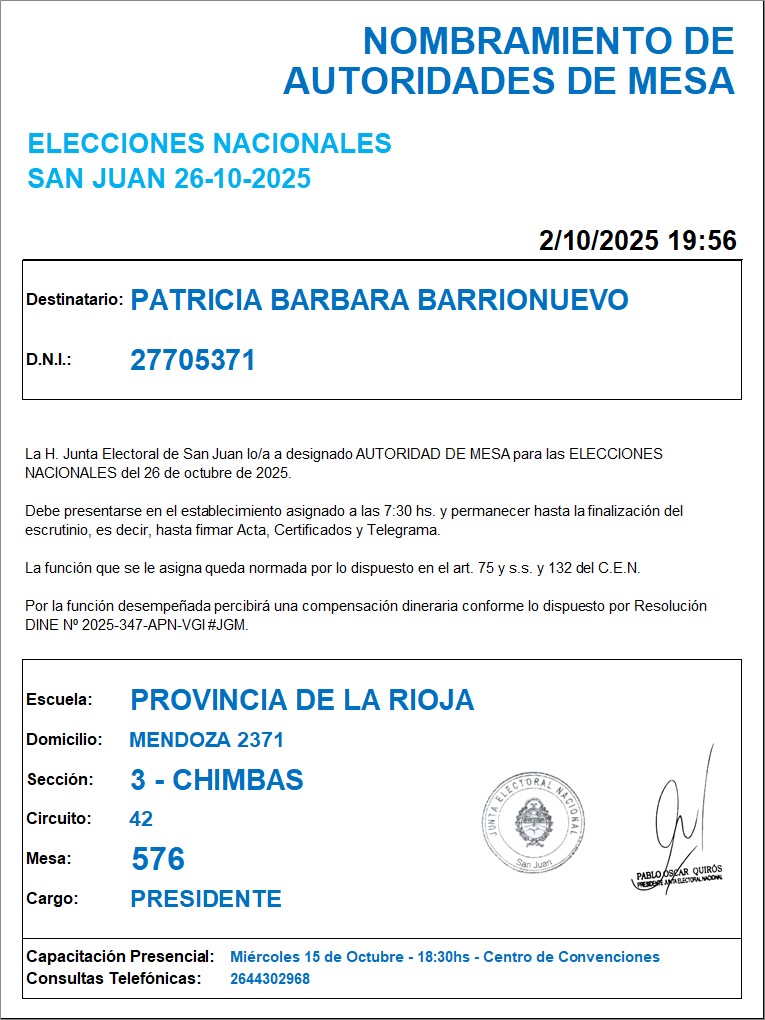 NOMBRAMIENTO DE
AUTORIDADES DE MESA
ELECCIONES NACIONALES
SAN JUAN 26-10-2025
2/10/2025 19:56
Destinatario: PATRICIA BARBARA BARRIONUEVO
D.N.I.: 27705371
La H. Junta Electoral de San Juan lo/a a designado AUTORIDAD DE MESA para las ELECCIONES
NACIONALES del 26 de octubre de 2025.
Debe presentarse en el establecimiento asignado a las 7:30 hs. y permanecer hasta la finalización del
escrutinio, es decir, hasta firmar Acta, Certificados y Telegrama.
La función que se le asigna queda normada por lo dispuesto en el art. 75 y s.s. y 132 del C.E.N.
Por la función desempeñada percibirá una compensación dineraria conforme lo dispuesto por Resolución
DINE Nº 2025-347-APN-VGI#JGM.
Escuela: PROVINCIA DE LA RIOJA
Domicilio: MENDOZA 2371
Sección: 3 - CHIMBAS
Circuito: 42
Mesa: 576
Cargo: PRESIDENTE
JUNTA ELECTORAL NACIONAL
San Juan
PABLO OSCAR QUIRÓS
PRESIDENTE JUNTA ELECTORAL NACIONAL
Capacitación Presencial: Miércoles 15 de Octubre - 18:30hs - Centro de Convenciones
Consultas Telefónicas: 2644302968